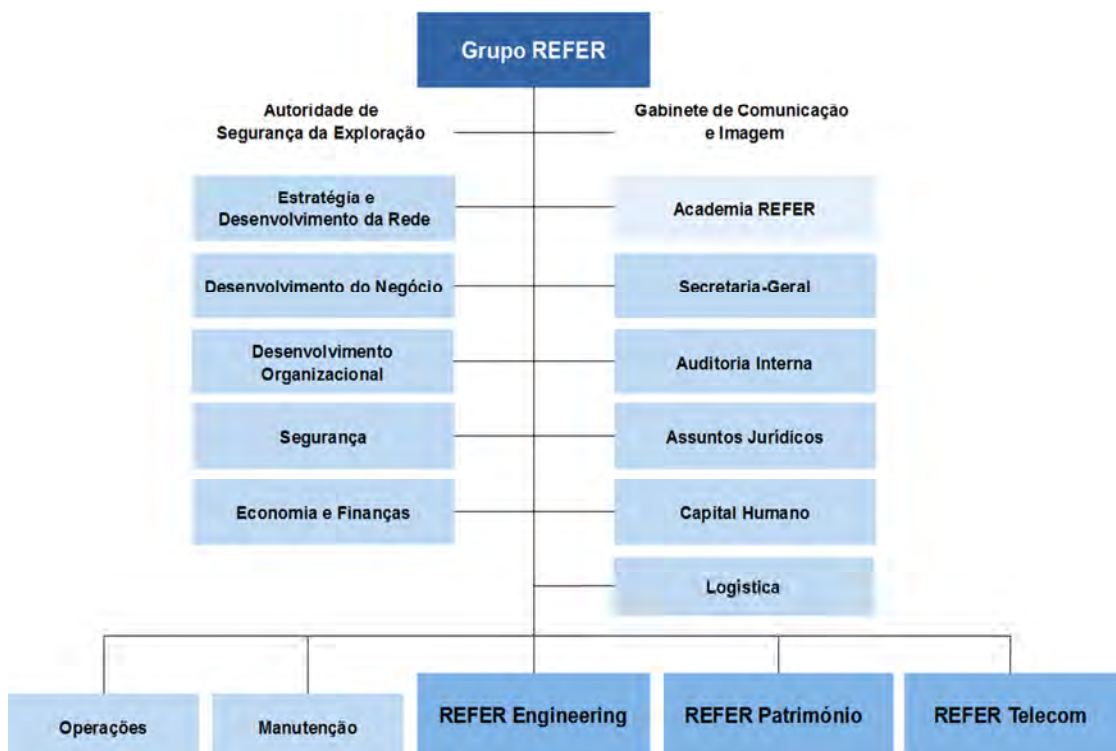 Grupo REFER
Autoridade de
Segurança da Exploração
Gabinete de Comunicação
e Imagem
Estratégia e
Desenvolvimento da Rede
Academia REFER
Desenvolvimento do Negócio
Secretaria-Geral
Desenvolvimento
Organizacional
Auditoria Interna
Segurança
Assuntos Jurídicos
Economia e Finanças
Capital Humano
Logística
Operações
Manutenção
REFER Engineering
REFER Património
REFER Telecom